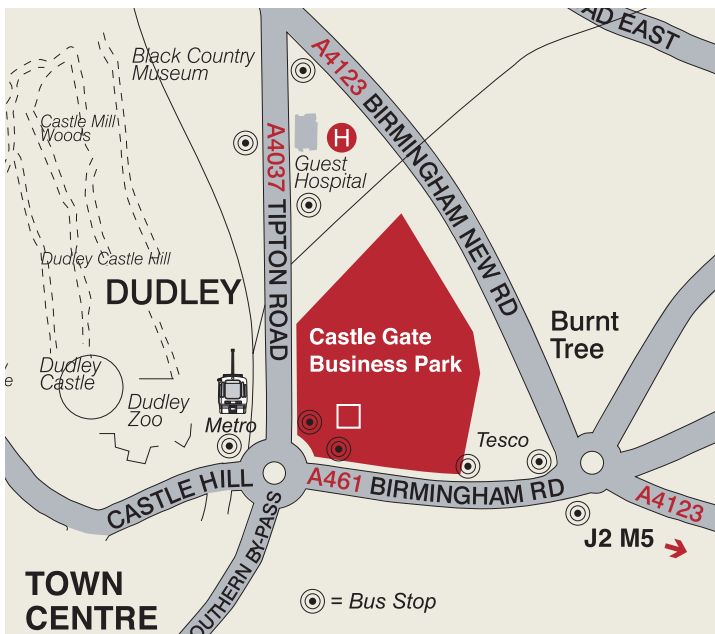 AD EAST
Black Country
Museum
A4123 BIRMINGHAM NEW RD
Castle Mill
Woods
H
Guest
Hospital
A4037 TIPTON ROAD
Dudley Castle Hill
DUDLEY
Castle Gate
Business Park
Burnt
Tree
Dudley
Castle
e
Dudley
Zoo
Metro
Tesco
CASTLE HILL
A461 BIRMINGHAM RD
A4123
J2 M5
OUTHERN BY-PASS
TOWN
CENTRE
= Bus Stop